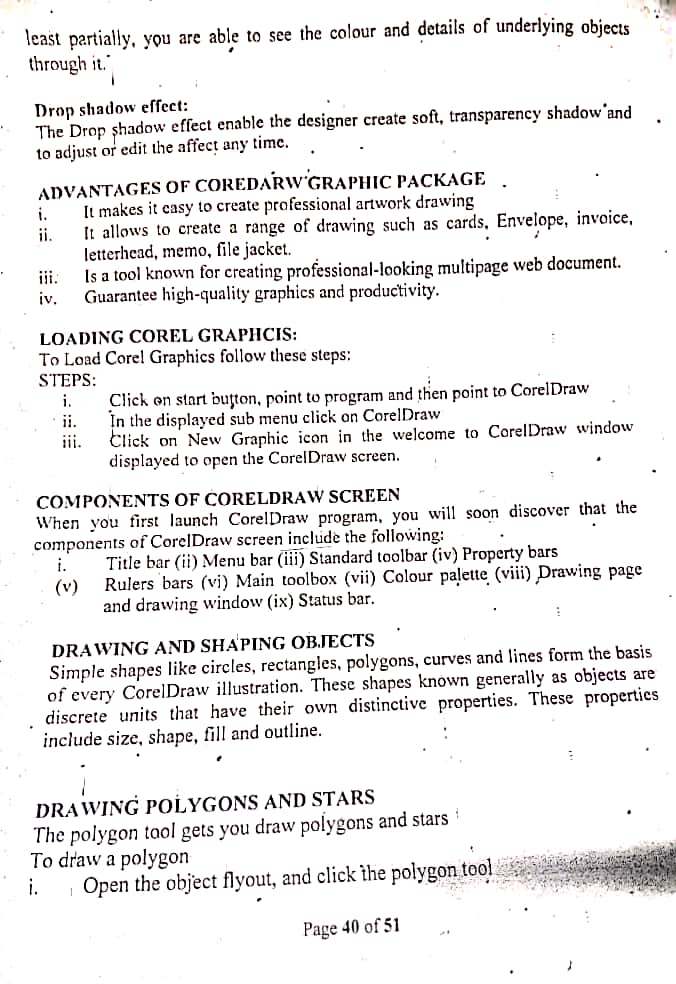 least partially, you are able to see the colour and details of underlying objects
through it.
Drop shadow effect:
The Drop shadow effect enable the designer create soft, transparency shadow and
to adjust or edit the affect any time.
ADVANTAGES OF COREDARW GRAPHIC PACKAGE
i. It makes it easy to create professional artwork drawing
ii. It allows to create a range of drawing such as cards, Envelope, invoice,
letterhead, memo, file jacket.
iii. Is a tool known for creating professional-looking multipage web document.
iv. Guarantee high-quality graphics and productivity.
LOADING COREL GRAPHCIS:
To Load Corel Graphics follow these steps:
STEPS:
i. Click on start button, point to program and then point to CorelDraw
ii. In the displayed sub menu click on CorelDraw
iii. Click on New Graphic icon in the welcome to CorelDraw window
displayed to open the CorelDraw screen.
COMPONENTS OF CORELDRAW SCREEN
When you first launch CorelDraw program, you will soon discover that the
components of CorelDraw screen include the following:
i. Title bar (ii) Menu bar (iii) Standard toolbar (iv) Property bars
(v) Rulers bars (vi) Main toolbox (vii) Colour palette (viii) Drawing page
and drawing window (ix) Status bar.
DRAWING AND SHAPING OBJECTS
Simple shapes like circles, rectangles, polygons, curves and lines form the basis
of every CorelDraw illustration. These shapes known generally as objects are
discrete units that have their own distinctive properties. These properties
include size, shape, fill and outline.
DRAWING POLYGONS AND STARS
The polygon tool gets you draw polygons and stars
To draw a polygon
i. Open the object flyout, and click the polygon tool
Page 40 of 51